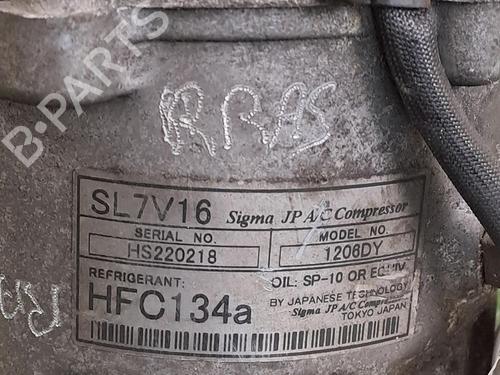 B·PARTS
SL7V16 Sigma JP A/C Compressor
SERIAL NO. MODEL NO.
HS220218 1206DY
REFRIGERANT: OIL: SP-10 OR EQUIV
HFC134a BY JAPANESE TECHNOLOGY
Sigma JP A/C Compressor
TOKYO JAPAN